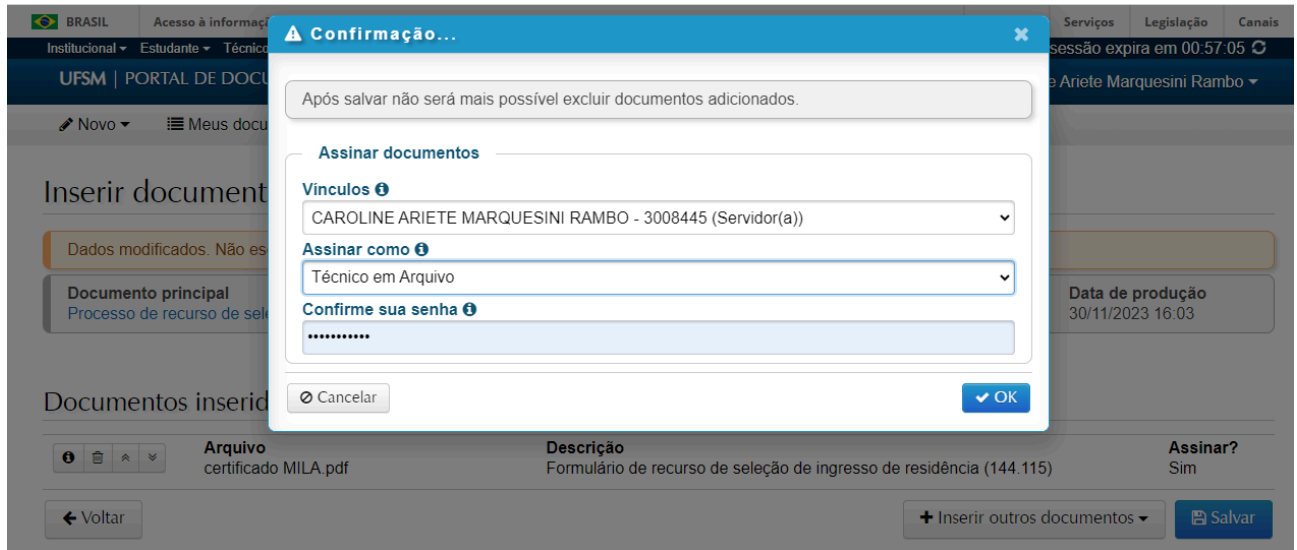 BRASIL Acesso à informaç Serviços Legislação Canais
Institucional Estudante Técnico sessão expira em 00:57:05
UFSM | PORTAL DE DOCU e Ariete Marquesini Rambo
Novo Meus docu
Confirmação...
Após salvar não será mais possível excluir documentos adicionados.
Assinar documentos
Vínculos
CAROLINE ARIETE MARQUESINI RAMBO - 3008445 (Servidor(a))
Assinar como
Técnico em Arquivo
Confirme sua senha
•••••••••••
Cancelar OK
Inserir document
Dados modificados. Não es
Documento principal Data de produção
Processo de recurso de sele 30/11/2023 16:03
Documentos inserid
Arquivo Descrição Assinar?
certificado MILA.pdf Formulário de recurso de seleção de ingresso de residência (144.115) Sim
Voltar + Inserir outros documentos Salvar